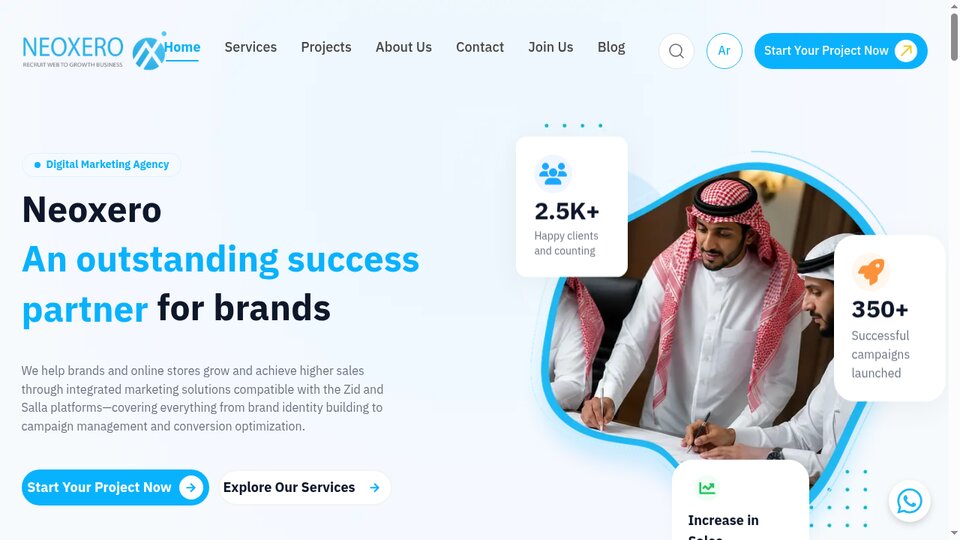 NEOXERO
RECRUIT WEB TO GROWTH BUSINESS
Home
Services
Projects
About Us
Contact
Join Us
Blog
Ar
Start Your Project Now
Digital Marketing Agency
Neoxero
An outstanding success
partner for brands
We help brands and online stores grow and achieve higher sales
through integrated marketing solutions compatible with the Zid and
Salla platforms—covering everything from brand identity building to
campaign management and conversion optimization.
Start Your Project Now
Explore Our Services
2.5K+
Happy clients
and counting
350+
Successful
campaigns
launched
Increase in
Sales